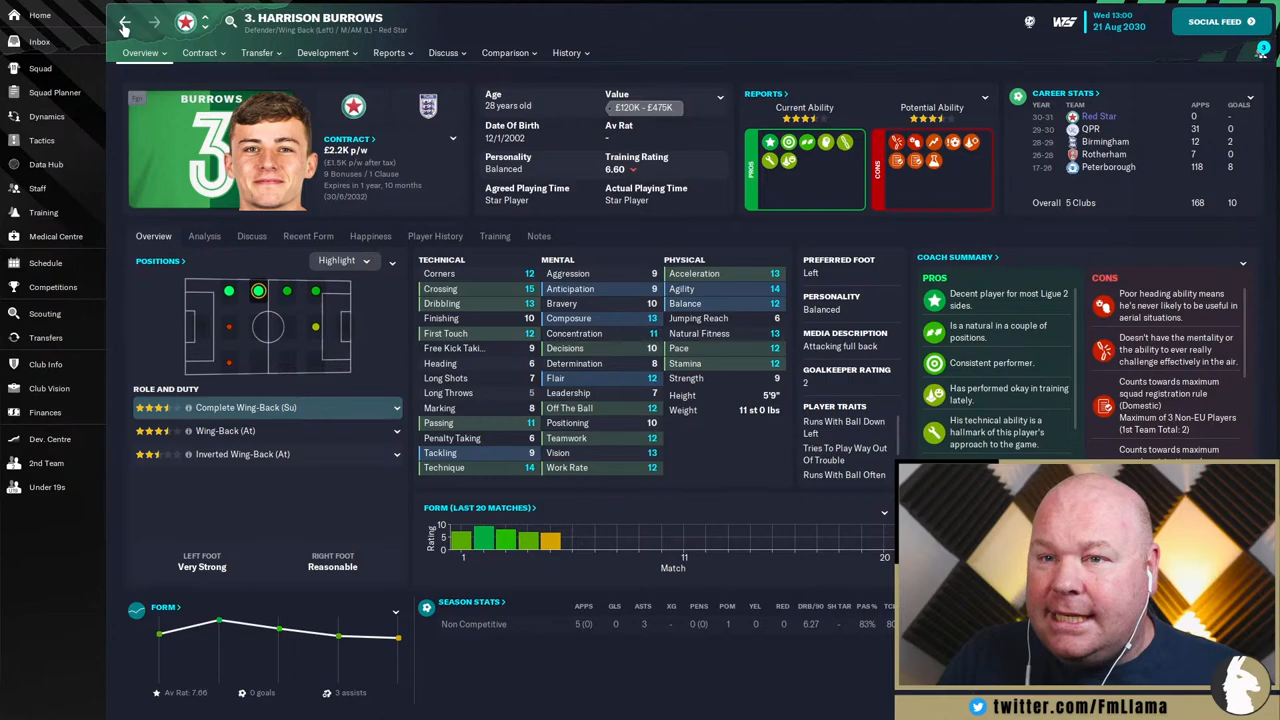 Home
Inbox
Squad
Squad Planner
Dynamics
Tactics
Data Hub
Staff
Training
Medical Centre
Schedule
Competitions
Scouting
Transfers
Club Info
Club Vision
Finances
Dev. Centre
2nd Team
Under 19s
3. HARRISON BURROWS
Defender/Wing Back (Left) / M/AM (L) - Red Star
Wed 13:00
21 Aug 2030
SOCIAL FEED
3
Overview
Contract
Transfer
Development
Reports
Discuss
Comparison
History
BURROWS
3
CONTRACT
£2.2K p/w
(£1.5K p/w after tax)
9 Bonuses / 1 Clause
Expires in 1 year, 10 months
(30/6/2032)
Age
28 years old
Date Of Birth
12/1/2002
Personality
Balanced
Agreed Playing Time
Star Player
Value
£120K - £475K
Av Rat
-
Training Rating
6.60
Actual Playing Time
Star Player
REPORTS
Current Ability
Potential Ability
PROS
CONS
CAREER STATS
YEAR TEAM APPS GOALS
30-31 Red Star 0 -
29-30 QPR 31 0
28-29 Birmingham 12 2
26-28 Rotherham 7 0
17-26 Peterborough 118 8
Overall 5 Clubs 168 10
Overview
Analysis
Discuss
Recent Form
Happiness
Player History
Training
Notes
POSITIONS
Highlight
ROLE AND DUTY
Complete Wing-Back (Su)
Wing-Back (At)
Inverted Wing-Back (At)
LEFT FOOT
Very Strong
RIGHT FOOT
Reasonable
TECHNICAL
Corners 12
Crossing 15
Dribbling 13
Finishing 10
First Touch 12
Free Kick Taki... 9
Heading 6
Long Shots 7
Long Throws 5
Marking 8
Passing 11
Penalty Taking 6
Tackling 9
Technique 14
MENTAL
Aggression 9
Anticipation 9
Bravery 10
Composure 13
Concentration 11
Decisions 10
Determination 8
Flair 12
Leadership 7
Off The Ball 12
Positioning 10
Teamwork 12
Vision 13
Work Rate 12
PHYSICAL
Acceleration 13
Agility 14
Balance 12
Jumping Reach 6
Natural Fitness 13
Pace 12
Stamina 12
Strength 9
Height 5'9"
Weight 11 st 0 lbs
PREFERRED FOOT
Left
PERSONALITY
Balanced
MEDIA DESCRIPTION
Attacking full back
GOALKEEPER RATING
2
PLAYER TRAITS
Runs With Ball Down
Left
Tries To Play Way Out
Of Trouble
Runs With Ball Often
COACH SUMMARY
PROS
Decent player for most Ligue 2
sides.
Is a natural in a couple of
positions.
Consistent performer.
Has performed okay in training
lately.
His technical ability is a
hallmark of this player's
approach to the game.
CONS
Poor heading ability means
he's never likely to be useful in
aerial situations.
Doesn't have the mentality or
the ability to ever really
challenge effectively in the air.
Counts towards maximum
squad registration rule
(Domestic)
Maximum of 3 Non-EU Players
(1st Team Total: 2)
Counts towards maximum
FORM (LAST 20 MATCHES)
Rating
10
5
0
1
11
20
Match
FORM
Av Rat: 7.66
0 goals
3 assists
SEASON STATS
APPS GLS ASTS XG PENS POM YEL RED DRB/90 SH TAR PAS %
Non Competitive 5 (0) 0 3 - 0 (0) 1 0 0 6.27 - 83%
twitter.com/FmLlama